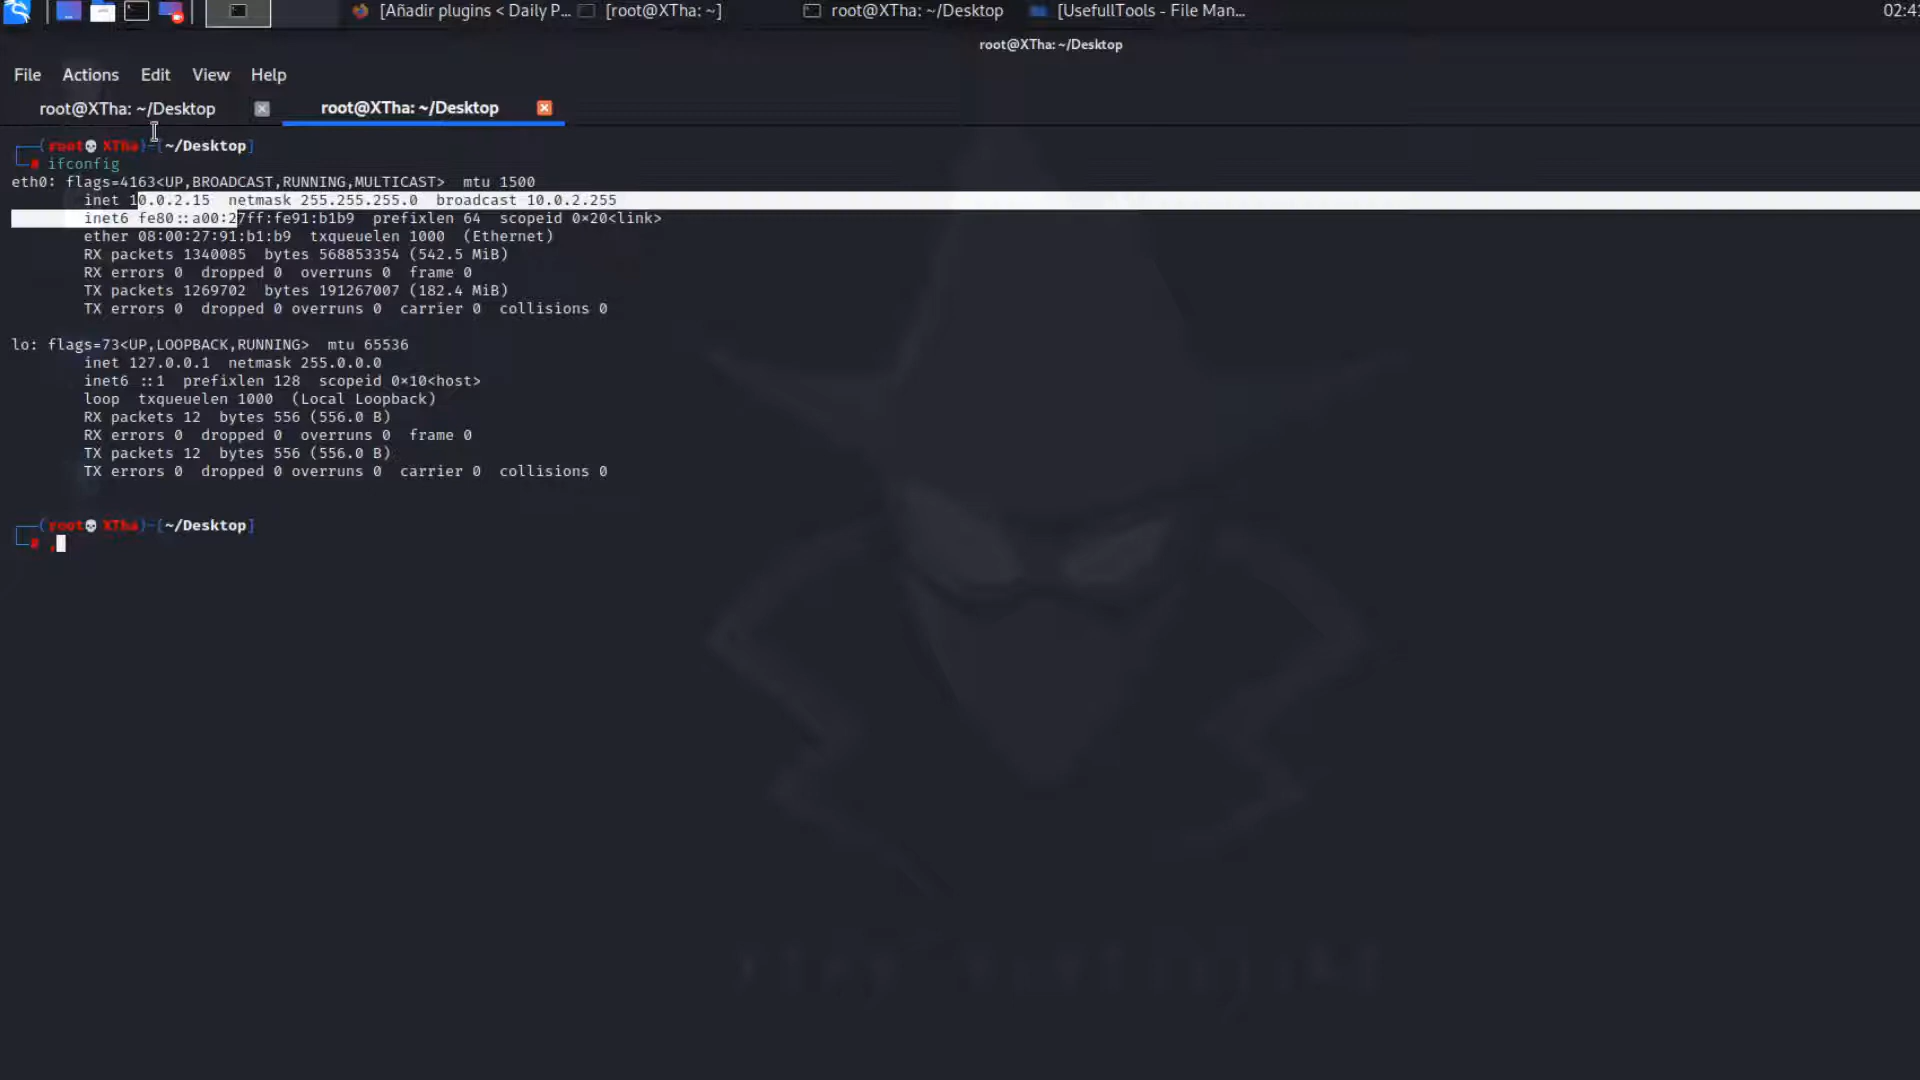 [Añadir plugins < Daily P... [root@XTha: ~] root@XTha: ~/Desktop [UsefullTools - File Man... 02:4
root@XTha: ~/Desktop
File Actions Edit View Help
root@XTha: ~/Desktop root@XTha: ~/Desktop
┌──(root💀XTha)-[~/Desktop]
└─# ifconfig
eth0: flags=4163<UP,BROADCAST,RUNNING,MULTICAST> mtu 1500
inet 10.0.2.15 netmask 255.255.255.0 broadcast 10.0.2.255
inet6 fe80::a00:27ff:fe91:b1b9 prefixlen 64 scopeid 0×20<link>
ether 08:00:27:91:b1:b9 txqueuelen 1000 (Ethernet)
RX packets 1340085 bytes 568853354 (542.5 MiB)
RX errors 0 dropped 0 overruns 0 frame 0
TX packets 1269702 bytes 191267007 (182.4 MiB)
TX errors 0 dropped 0 overruns 0 carrier 0 collisions 0
lo: flags=73<UP,LOOPBACK,RUNNING> mtu 65536
inet 127.0.0.1 netmask 255.0.0.0
inet6 ::1 prefixlen 128 scopeid 0×10<host>
loop txqueuelen 1000 (Local Loopback)
RX packets 12 bytes 556 (556.0 B)
RX errors 0 dropped 0 overruns 0 frame 0
TX packets 12 bytes 556 (556.0 B)
TX errors 0 dropped 0 overruns 0 carrier 0 collisions 0
┌──(root💀XTha)-[~/Desktop]
└─# ,